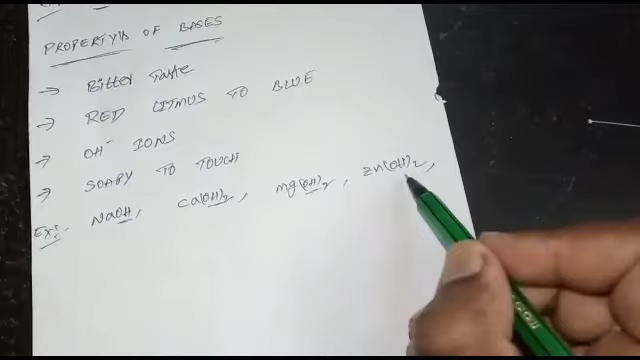 PROPERTYIS OF BASES
→ Bitter Taste
→ RED LITMUS TO BLUE
→ OH⁻ IONS
→ SOAPY TO TOUCH
Ex:- NaOH, Ca(OH)₂, Mg(OH)₂, Zn(OH)₂,